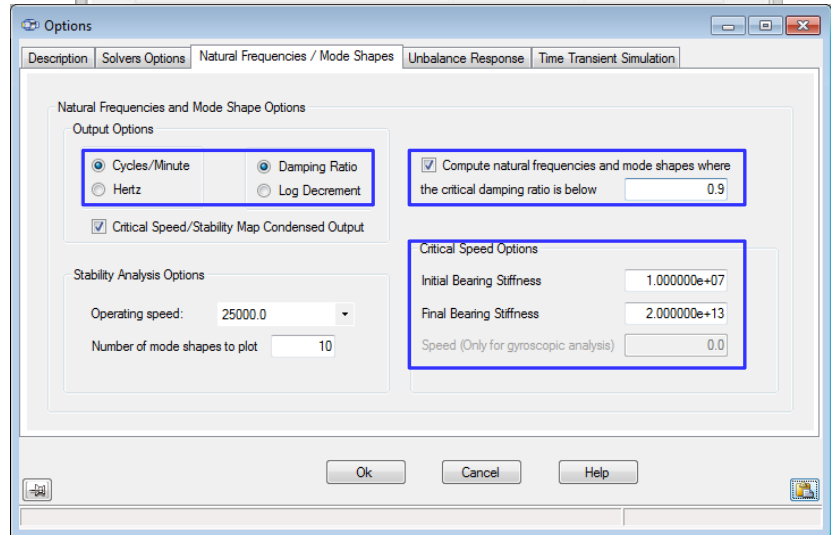 Options
Description Solvers Options Natural Frequencies / Mode Shapes Unbalance Response Time Transient Simulation
Natural Frequencies and Mode Shape Options
Output Options
Cycles/Minute Damping Ratio
Hertz Log Decrement
Critical Speed/Stability Map Condensed Output
Compute natural frequencies and mode shapes where
the critical damping ratio is below 0.9
Stability Analysis Options
Operating speed: 25000.0
Number of mode shapes to plot 10
Critical Speed Options
Initial Bearing Stiffness 1.000000e+07
Final Bearing Stiffness 2.000000e+13
Speed (Only for gyroscopic analysis) 0.0
Ok Cancel Help